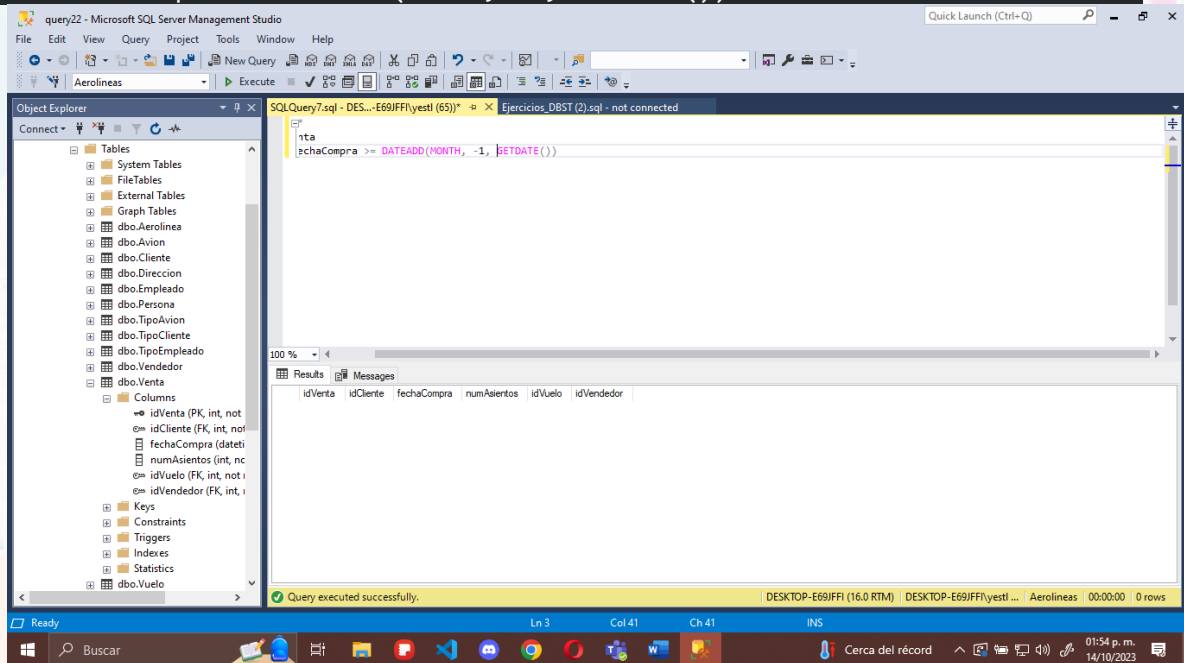 query22 - Microsoft SQL Server Management Studio
Quick Launch (Ctrl+Q)
File Edit View Query Project Tools Window Help
New Query
Aerolineas
Execute
Object Explorer
SQLQuery7.sql - DES...-E69JFFI\yestl (65))*
Ejercicios_DBST (2).sql - not connected
Connect
nta
echaCompra >= DATEADD(MONTH, -1, GETDATE())
Tables
System Tables
FileTables
External Tables
Graph Tables
dbo.Aerolinea
dbo.Avion
dbo.Cliente
dbo.Direccion
dbo.Empleado
dbo.Persona
dbo.TipoAvion
dbo.TipoCliente
dbo.TipoEmpleado
dbo.Vendedor
dbo.Venta
Columns
idVenta (PK, int, not
idCliente (FK, int, not
fechaCompra (dateti
numAsientos (int, nc
idVuelo (FK, int, not
idVendedor (FK, int,
Keys
Constraints
Triggers
Indexes
Statistics
dbo.Vuelo
100 %
Results Messages
idVenta idCliente fechaCompra numAsientos idVuelo idVendedor
Query executed successfully.
DESKTOP-E69JFFI (16.0 RTM) DESKTOP-E69JFFI\yestl ... Aerolineas 00:00:00 0 rows
Ready Ln 3 Col 41 Ch 41 INS
Buscar
Cerca del récord
01:54 p. m.
14/10/2023